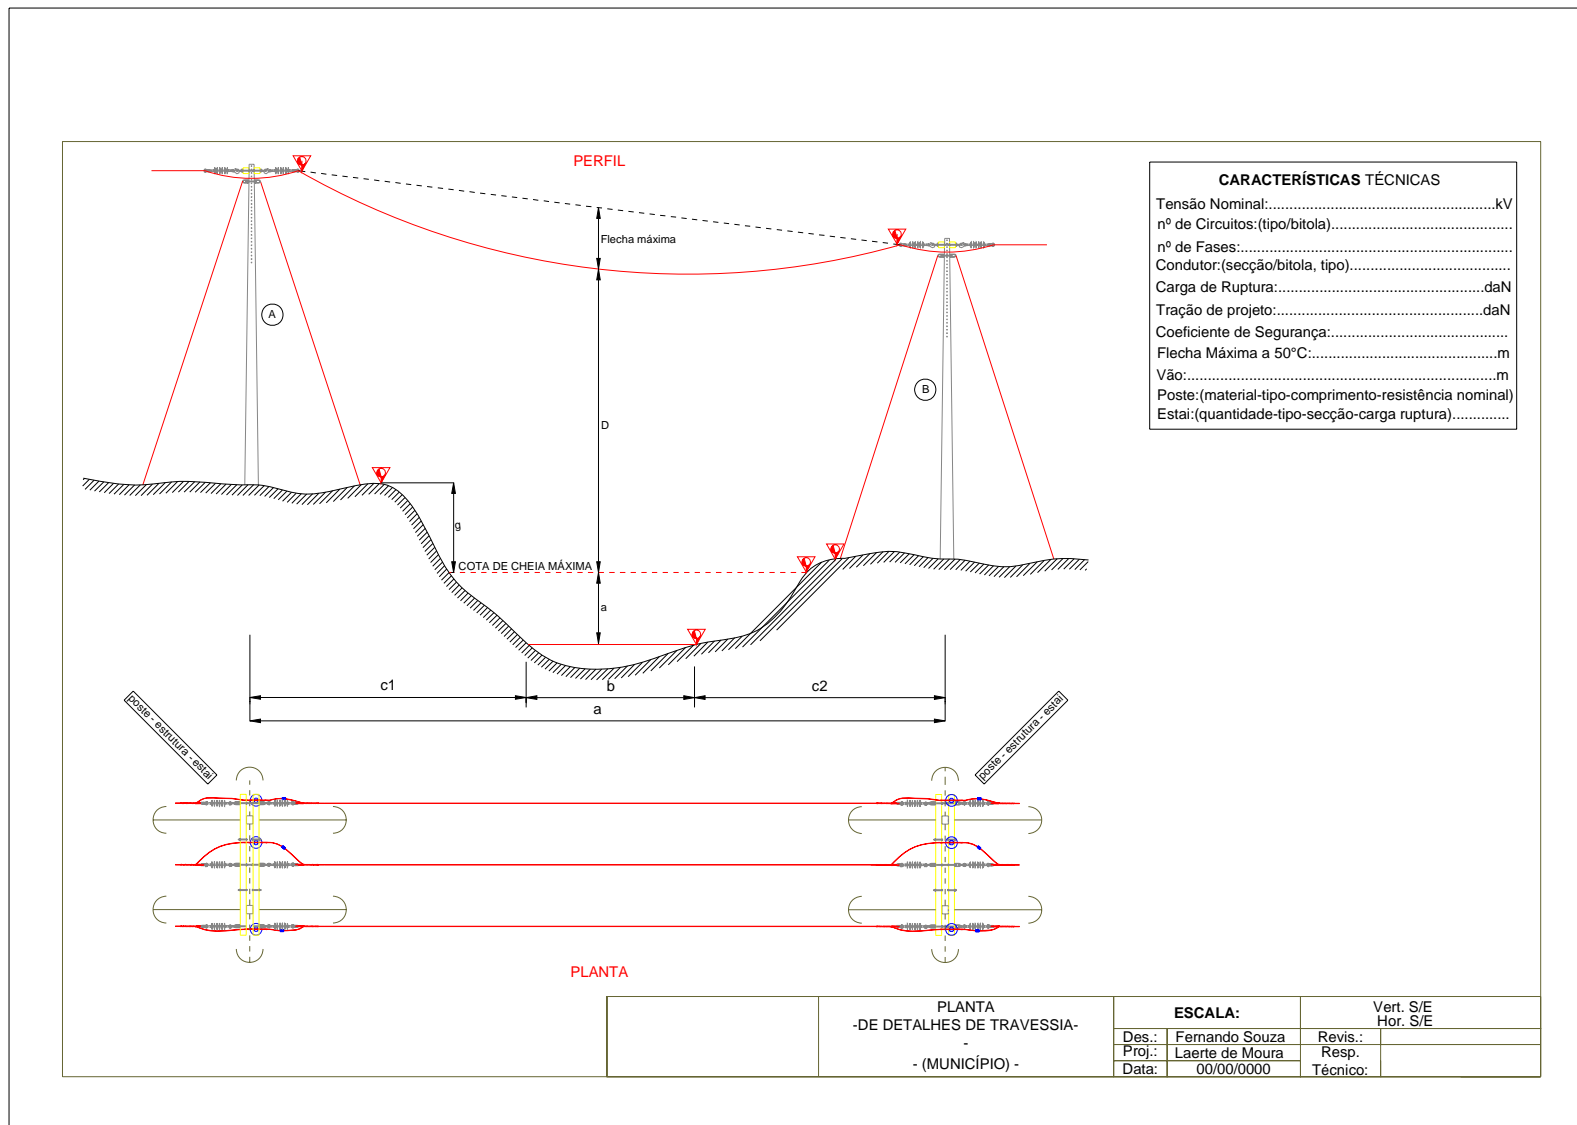 PERFIL
CARACTERÍSTICAS TÉCNICAS
Tensão Nominal:......................................................kV
nº de Circuitos:(tipo/bitola)...........................................
nº de Fases:.................................................................
Condutor:(secção/bitola, tipo).......................................
Carga de Ruptura:..................................................daN
Tração de projeto:..................................................daN
Coeficiente de Segurança:...........................................
Flecha Máxima a 50°C:.............................................m
Vão:...........................................................................m
Poste:(material-tipo-comprimento-resistência nominal)
Estai:(quantidade-tipo-secção-carga ruptura)..............
Flecha máxima
A
B
D
g
COTA DE CHEIA MÁXIMA
a
c1
b
c2
a
poste - estrutura - estai
poste - estrutura - estai
PLANTA
PLANTA
-DE DETALHES DE TRAVESSIA-
-
- (MUNICÍPIO) -
ESCALA:
Vert. S/E
Hor. S/E
Des.: Fernando Souza Revis.:
Proj.: Laerte de Moura Resp.
Data: 00/00/0000 Técnico: